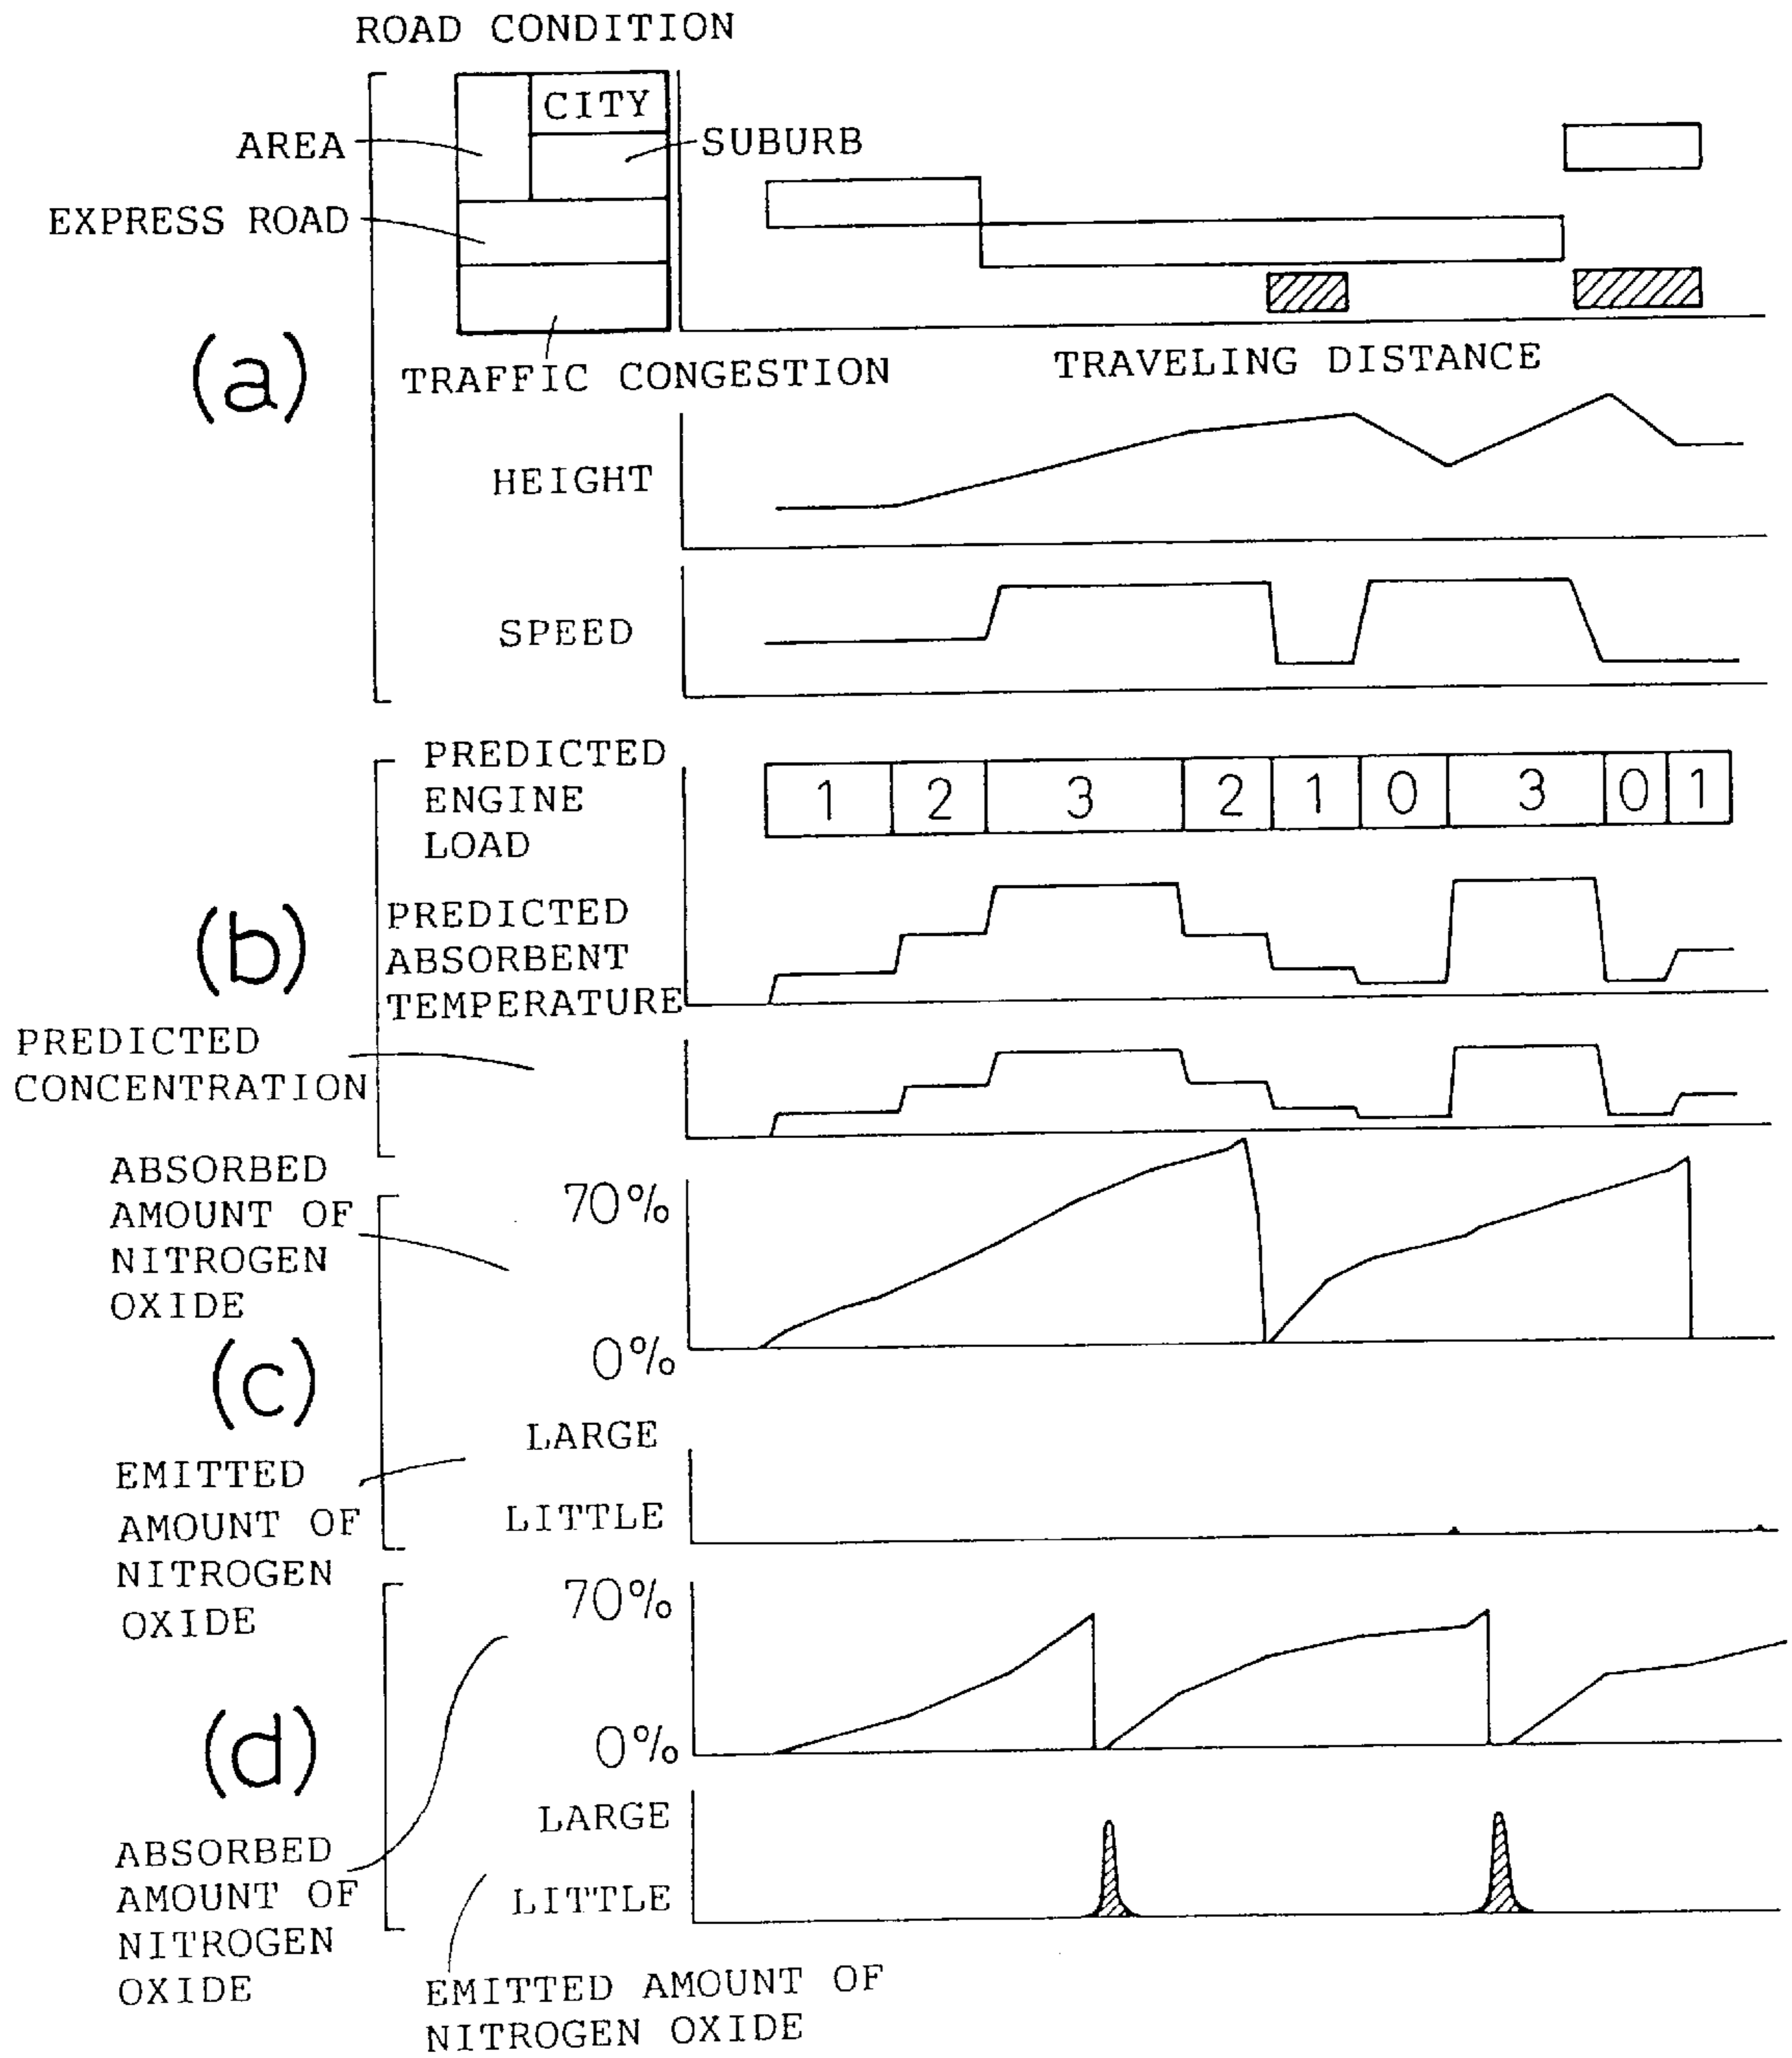 ROAD CONDITION
CITY
AREA
SUBURB
EXPRESS ROAD
(a)
TRAFFIC CONGESTION
TRAVELING DISTANCE
HEIGHT
SPEED
PREDICTED
ENGINE
LOAD
1 2 3 2 1 0 3 0 1
(b)
PREDICTED
ABSORBENT
TEMPERATURE
PREDICTED
CONCENTRATION
ABSORBED
AMOUNT OF
NITROGEN
OXIDE
70%
0%
(c)
LARGE
LITTLE
EMITTED
AMOUNT OF
NITROGEN
OXIDE
70%
0%
(d)
LARGE
LITTLE
ABSORBED
AMOUNT OF
NITROGEN
OXIDE
EMITTED AMOUNT OF
NITROGEN OXIDE